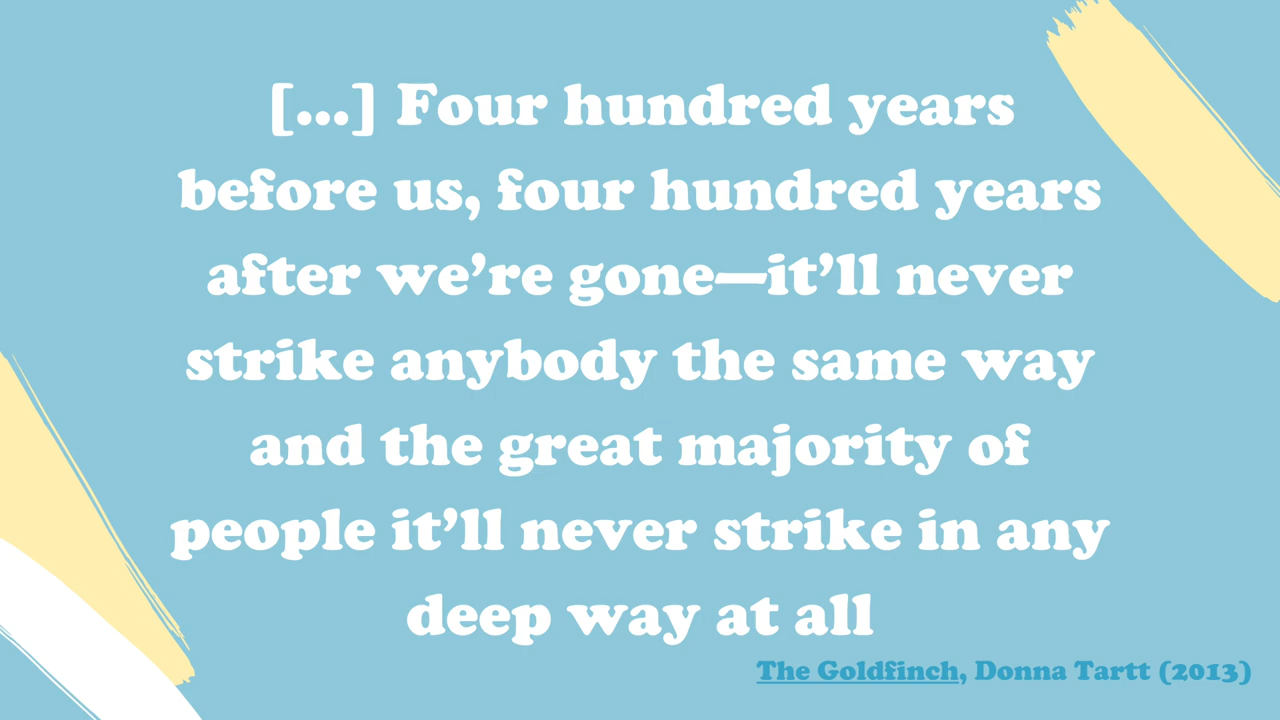 [...] Four hundred years
before us, four hundred years
after we’re gone—it’ll never
strike anybody the same way
and the great majority of
people it’ll never strike in any
deep way at all
The Goldfinch, Donna Tartt (2013)